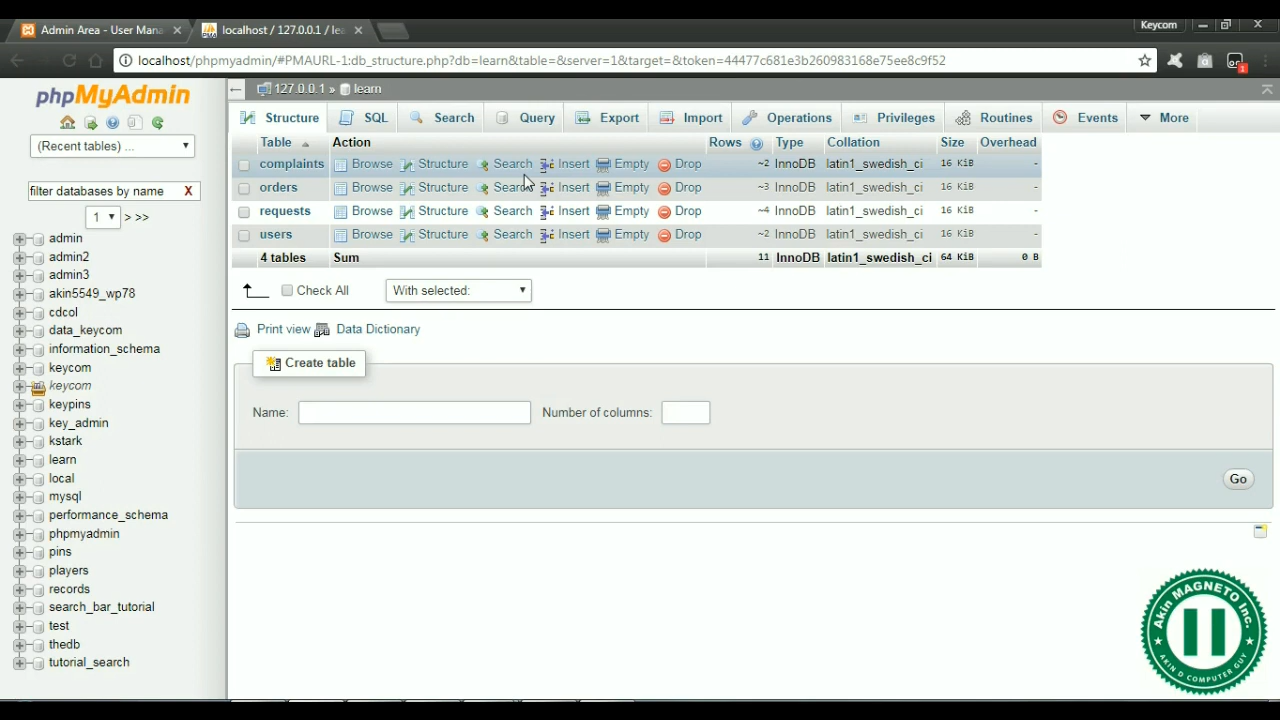 Admin Area - User Mana
localhost / 127.0.0.1 / lea
Keycom
localhost/phpmyadmin/#PMAURL-1:db_structure.php?db=learn&table=&server=1&target=&token=44477c681e3b260983168e75ee8c9f52
1
phpMyAdmin
127.0.0.1 » learn
(Recent tables) ...
filter databases by name X
1 > >>
admin
admin2
admin3
akin5549_wp78
cdcol
data_keycom
information_schema
keycom
keycom
keypins
key_admin
kstark
learn
local
mysql
performance_schema
phpmyadmin
pins
players
records
search_bar_tutorial
test
thedb
tutorial_search
Structure SQL Search Query Export Import Operations Privileges Routines Events More
Table Action Rows Type Collation Size Overhead
complaints Browse Structure Search Insert Empty Drop ~2 InnoDB latin1_swedish_ci 16 KiB -
orders Browse Structure Search Insert Empty Drop ~3 InnoDB latin1_swedish_ci 16 KiB -
requests Browse Structure Search Insert Empty Drop ~4 InnoDB latin1_swedish_ci 16 KiB -
users Browse Structure Search Insert Empty Drop ~2 InnoDB latin1_swedish_ci 16 KiB -
4 tables Sum 11 InnoDB latin1_swedish_ci 64 KiB 0 B
Check All With selected:
Print view Data Dictionary
Create table
Name: Number of columns:
Go
Akin MAGNETO Inc.
AKIN D COMPUTER GUY